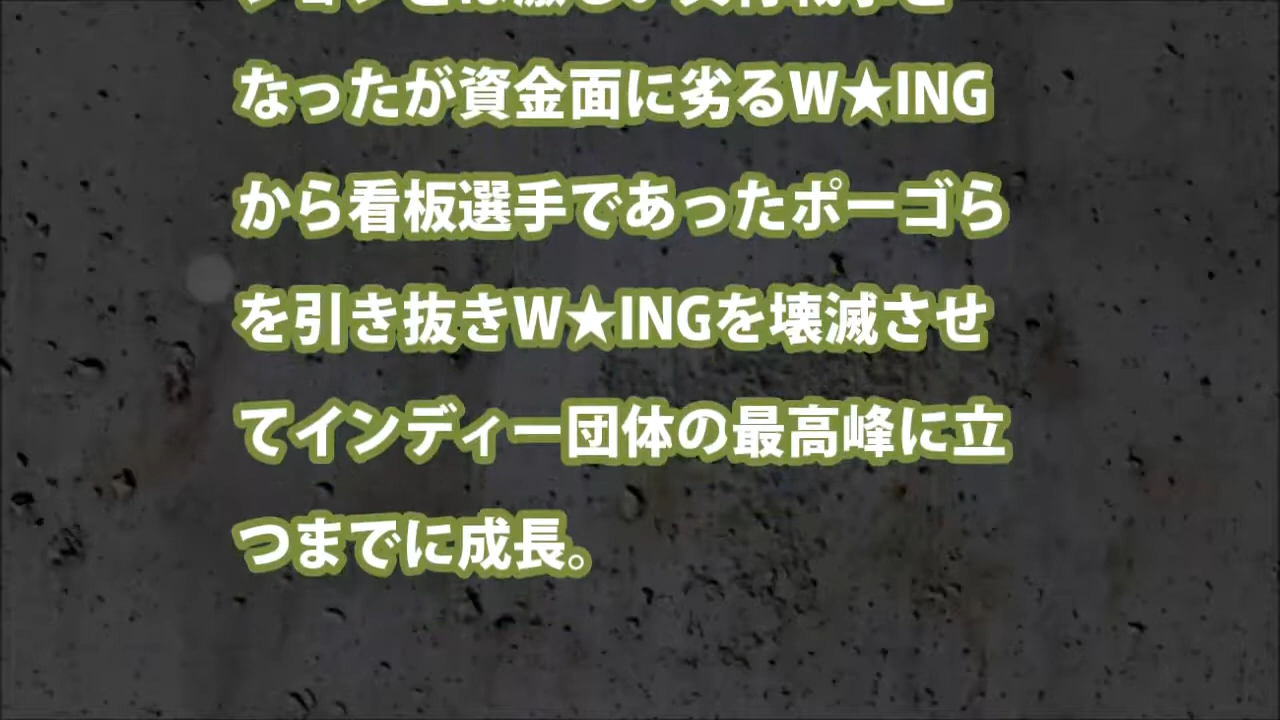 なったが資金面に劣るW★ING
から看板選手であったポーゴら
を引き抜きW★INGを壊滅させ
てインディー団体の最高峰に立
つまでに成長。